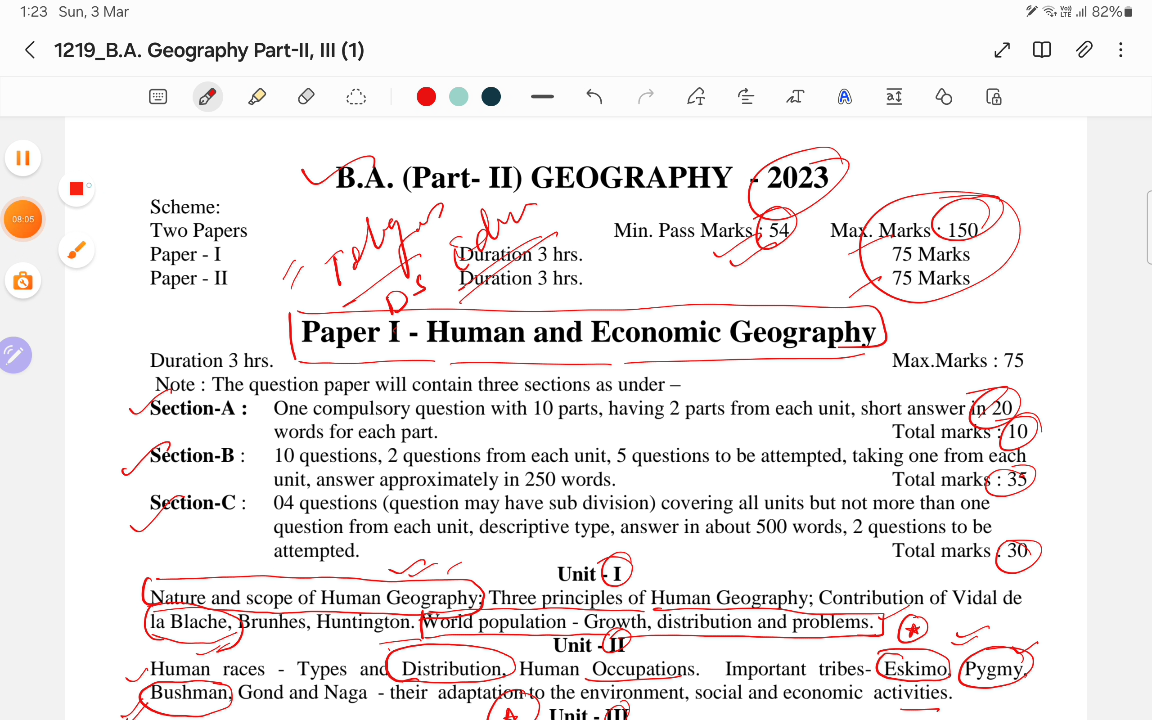 1:23 Sun, 3 Mar 82%
1219_B.A. Geography Part-II, III (1)
B.A. (Part- II) GEOGRAPHY - 2023
Scheme:
Two Papers Min. Pass Marks : 54 Max. Marks : 150
Paper - I Duration 3 hrs. 75 Marks
Paper - II Duration 3 hrs. 75 Marks
08:05
Paper I - Human and Economic Geography
Duration 3 hrs. Max.Marks : 75
Note : The question paper will contain three sections as under –
Section-A : One compulsory question with 10 parts, having 2 parts from each unit, short answer in 20
words for each part. Total marks : 10
Section-B : 10 questions, 2 questions from each unit, 5 questions to be attempted, taking one from each
unit, answer approximately in 250 words. Total marks : 35
Section-C : 04 questions (question may have sub division) covering all units but not more than one
question from each unit, descriptive type, answer in about 500 words, 2 questions to be
attempted. Total marks : 30
Unit - I
Nature and scope of Human Geography; Three principles of Human Geography; Contribution of Vidal de
la Blache, Brunhes, Huntington. World population - Growth, distribution and problems.
Unit - II
Human races - Types and Distribution. Human Occupations. Important tribes- Eskimo, Pygmy,
Bushman, Gond and Naga - their adaptation to the environment, social and economic activities.
Unit - III